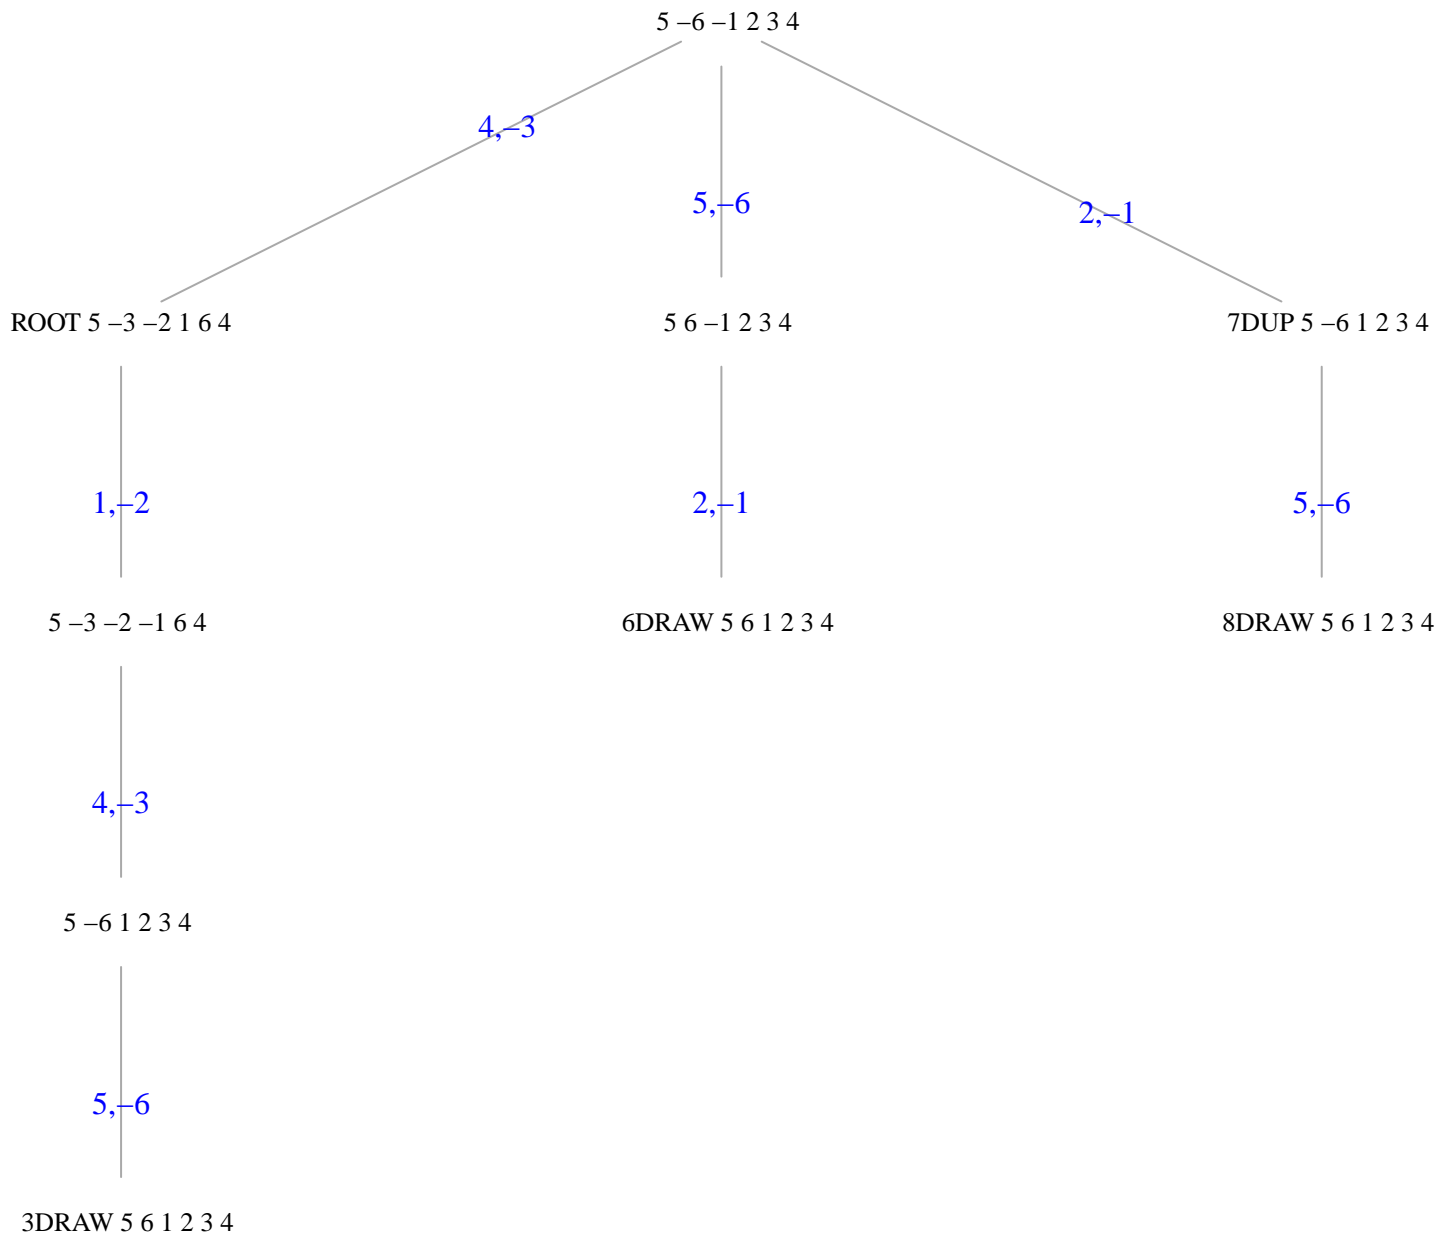 5 –6 –1 2 3 4
4,–3
5,–6
2,–1
ROOT 5 –3 –2 1 6 4
5 6 –1 2 3 4
7DUP 5 –6 1 2 3 4
1,–2
2,–1
5,–6
5 –3 –2 –1 6 4
6DRAW 5 6 1 2 3 4
8DRAW 5 6 1 2 3 4
4,–3
5 –6 1 2 3 4
5,–6
3DRAW 5 6 1 2 3 4